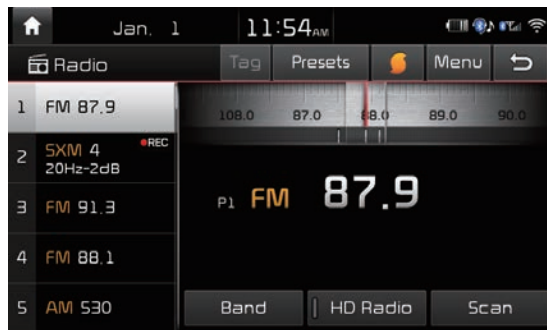 Jan. 1 11:54 AM
Radio Tag Presets Menu
1 FM 87.9
108.0 87.0 88.0 89.0 90.0
2 SXM 4 REC
20Hz-2dB
P1 FM 87.9
3 FM 91.3
4 FM 88.1
5 AM 530
Band HD Radio Scan